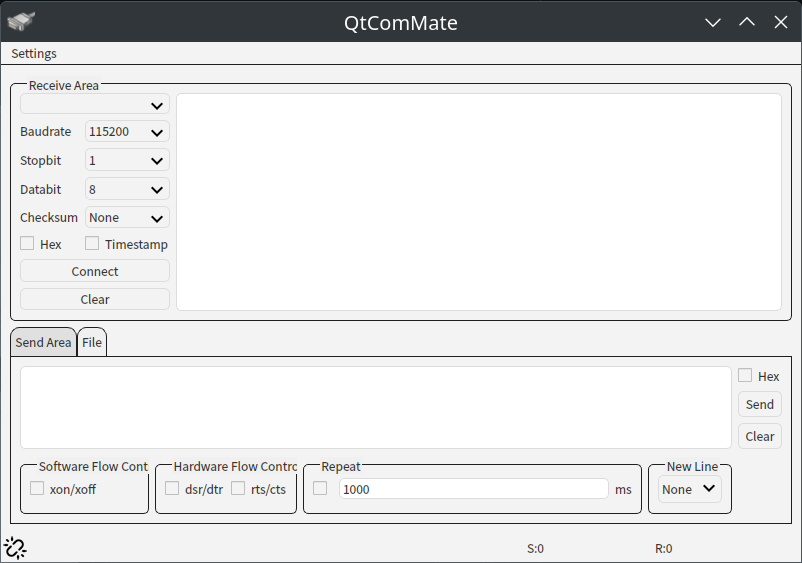 QtComMate
Settings
Receive Area
Baudrate 115200
Stopbit 1
Databit 8
Checksum None
Hex Timestamp
Connect
Clear
Send Area File
Hex
Send
Clear
Software Flow Cont
xon/xoff
Hardware Flow Contro
dsr/dtr rts/cts
Repeat
1000 ms
New Line
None
S:0 R:0